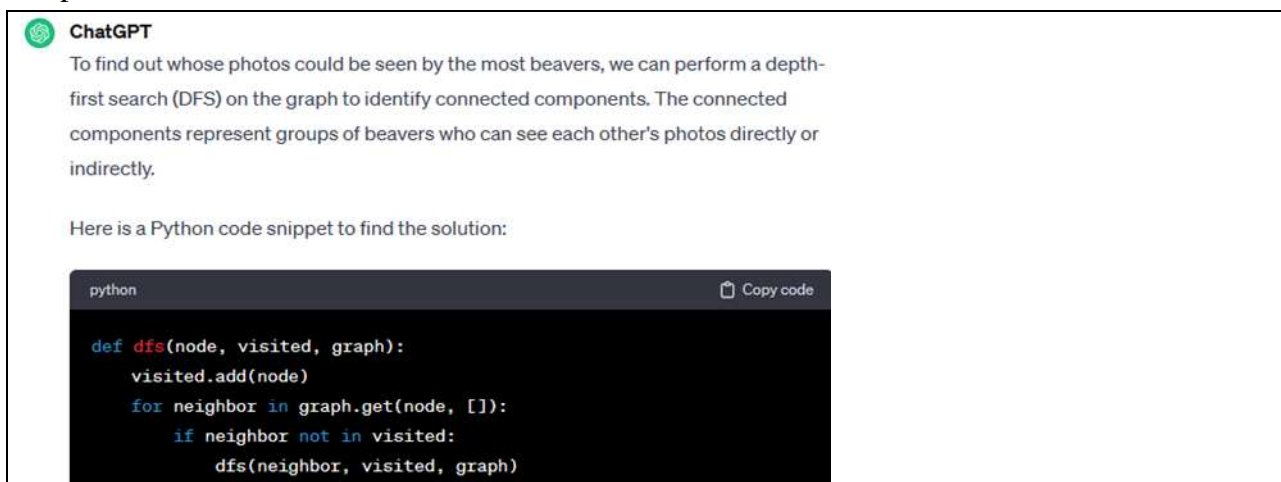 ChatGPT
To find out whose photos could be seen by the most beavers, we can perform a depth-
first search (DFS) on the graph to identify connected components. The connected
components represent groups of beavers who can see each other's photos directly or
indirectly.
Here is a Python code snippet to find the solution:
python Copy code
def dfs(node, visited, graph):
    visited.add(node)
    for neighbor in graph.get(node, []):
        if neighbor not in visited:
            dfs(neighbor, visited, graph)